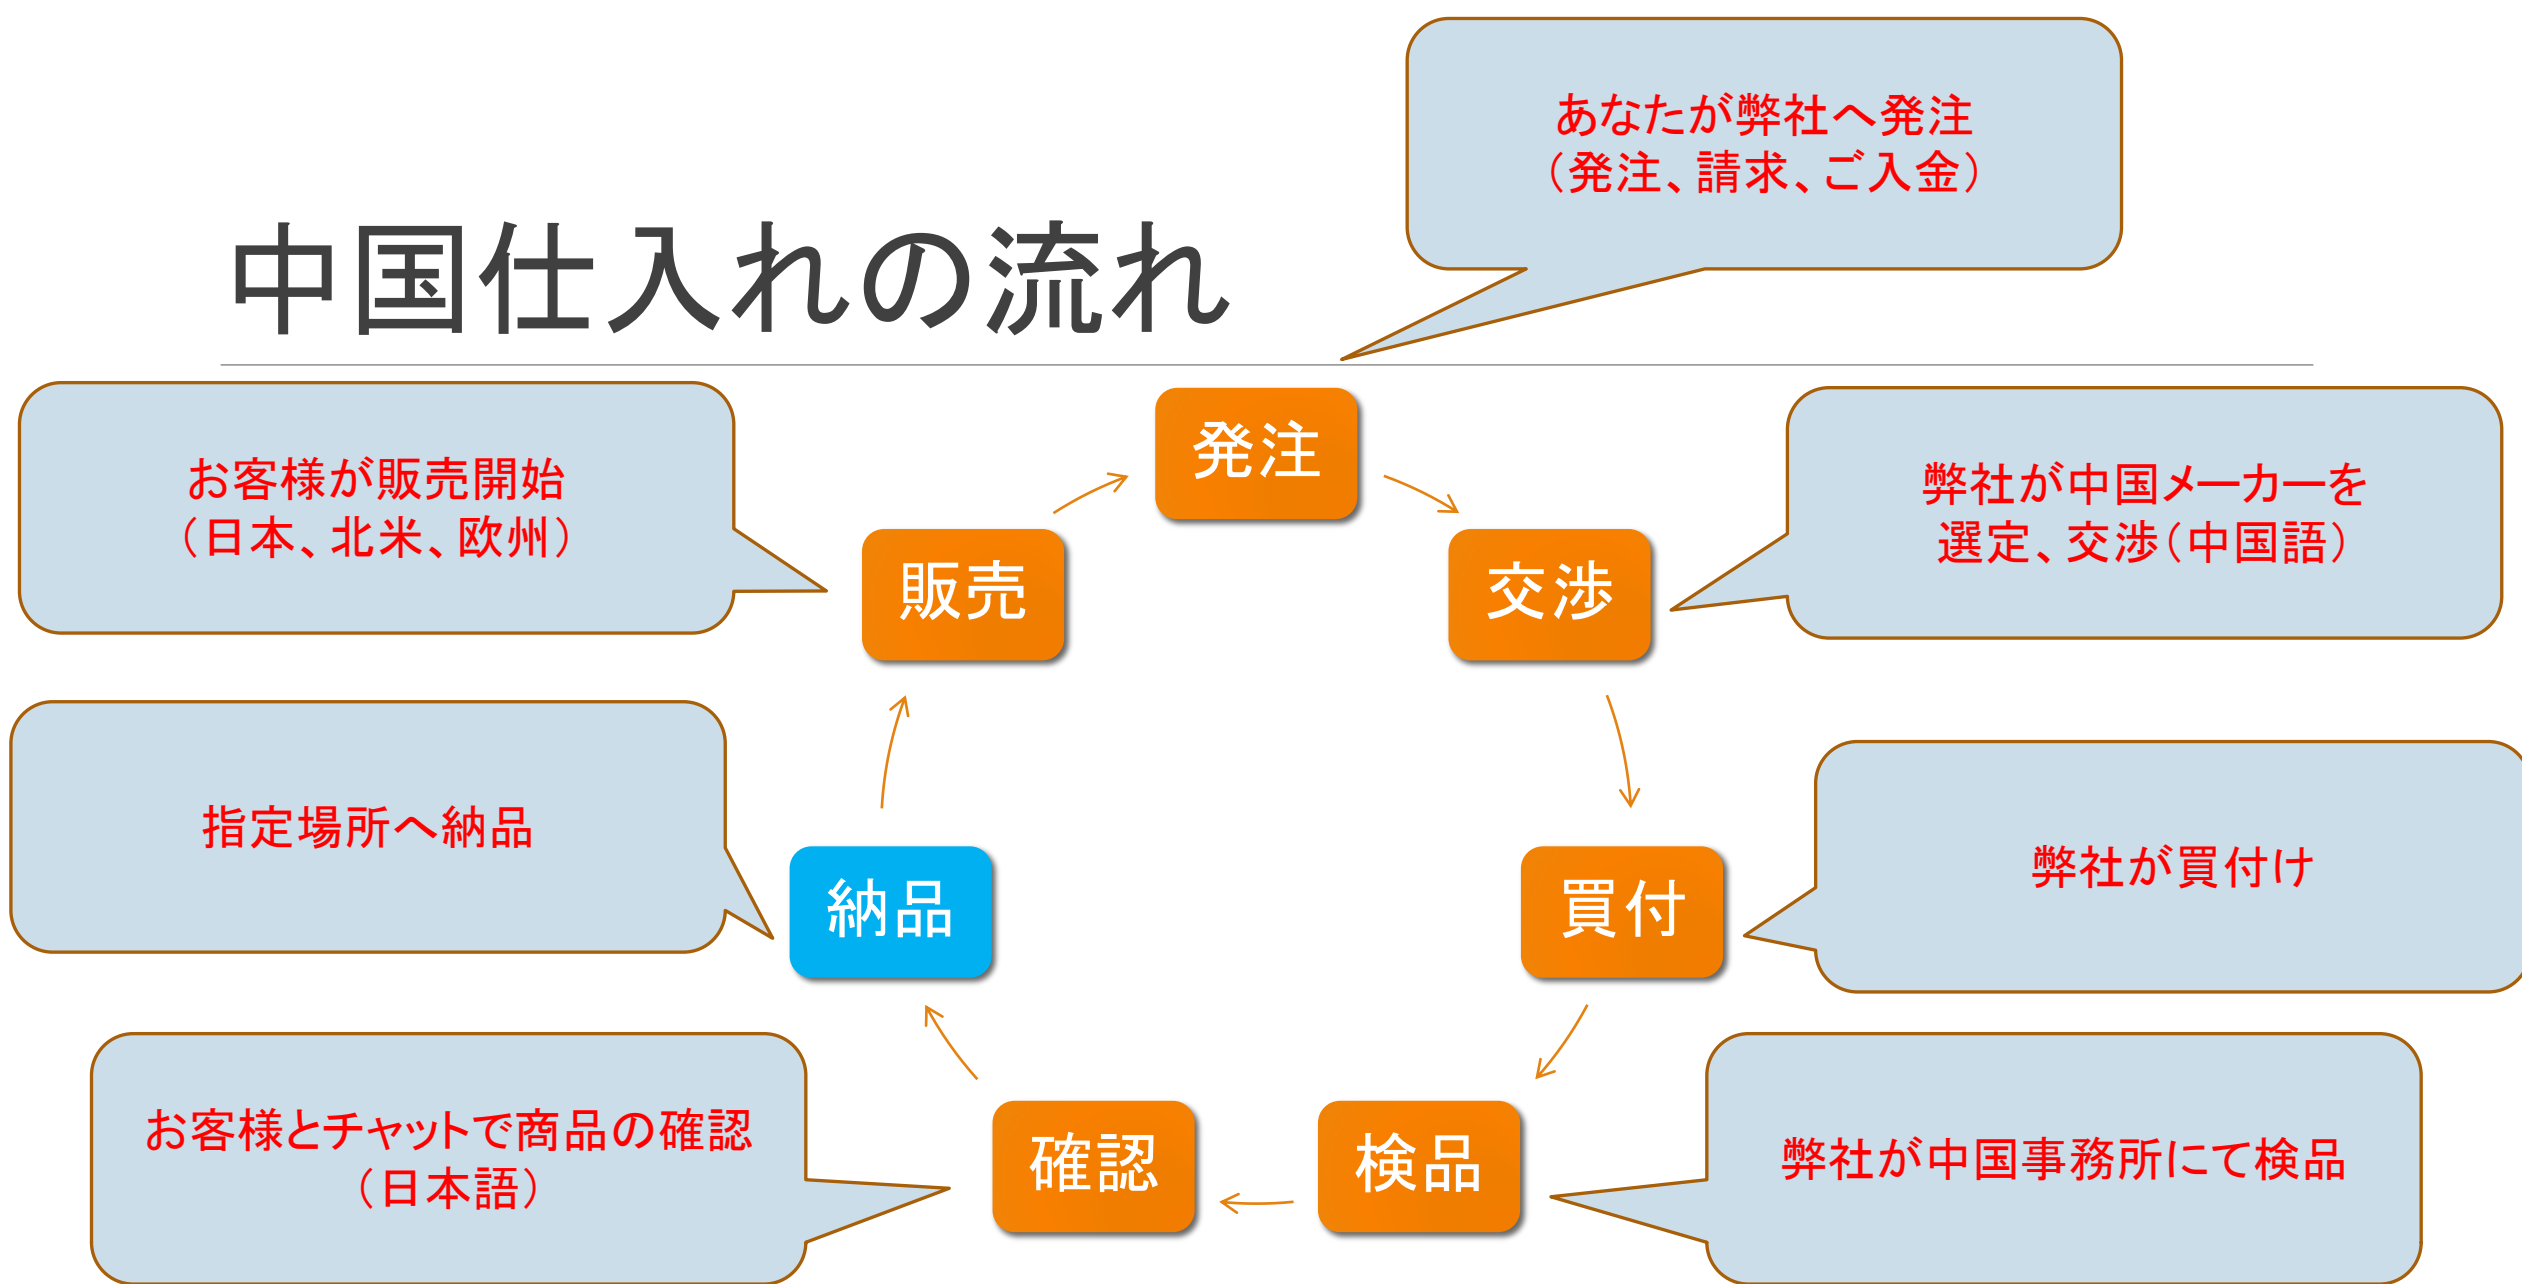 中国仕入れの流れ
あなたが弊社へ発注
（発注、請求、ご入金）
発注
弊社が中国メーカーを
選定、交渉（中国語）
交渉
弊社が買付け
買付
弊社が中国事務所にて検品
検品
お客様とチャットで商品の確認
（日本語）
確認
指定場所へ納品
納品
お客様が販売開始
（日本、北米、欧州）
販売